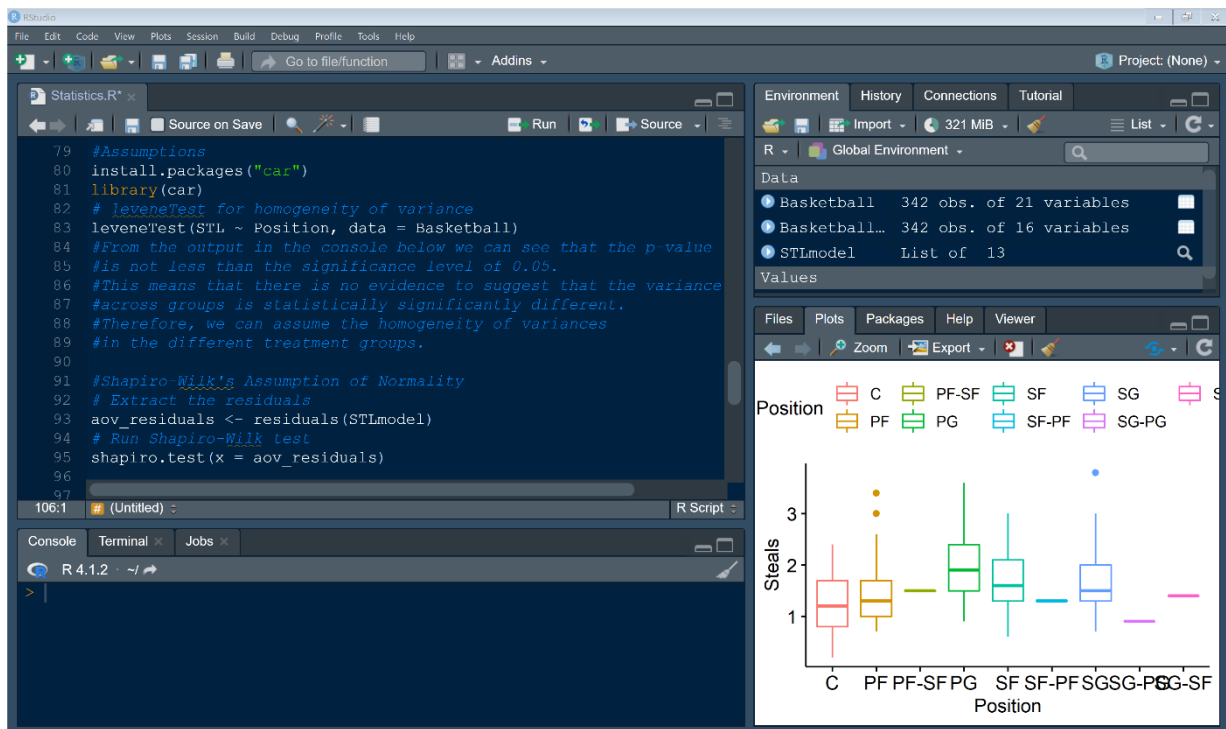 RStudio
File Edit Code View Plots Session Build Debug Profile Tools Help
Go to file/function Addins Project: (None)
Statistics.R*
Source on Save Run Source
79 #Assumptions
80 install.packages("car")
81 library(car)
82 # leveneTest for homogeneity of variance
83 leveneTest(STL ~ Position, data = Basketball)
84 #From the output in the console below we can see that the p-value
85 #is not less than the significance level of 0.05.
86 #This means that there is no evidence to suggest that the variance
87 #across groups is statistically significantly different.
88 #Therefore, we can assume the homogeneity of variances
89 #in the different treatment groups.
90
91 #Shapiro-Wilk's Assumption of Normality
92 # Extract the residuals
93 aov_residuals <- residuals(STLmodel)
94 # Run Shapiro-Wilk test
95 shapiro.test(x = aov_residuals)
96
97
106:1 # (Untitled) R Script
Console Terminal Jobs
R 4.1.2 · ~/
>
Environment History Connections Tutorial
Import 321 MiB List
R Global Environment
Data
Basketball 342 obs. of 21 variables
Basketball… 342 obs. of 16 variables
STLmodel List of 13
Values
Files Plots Packages Help Viewer
Zoom Export
Position
C PF-SF SF SG S
PF PG SF-PF SG-PG
Steals
3
2
1
C PF PF-SF PG SF SF-PF SG SG-PG SG-SF
Position